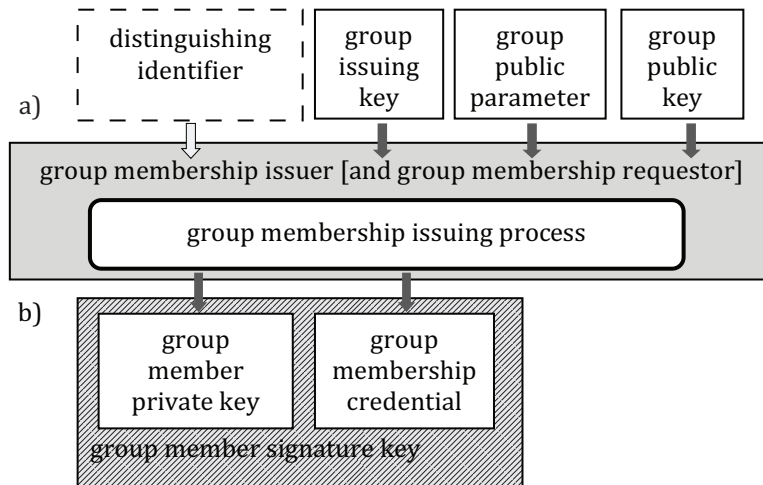 distinguishing
identifier
group
issuing
key
group
public
parameter
group
public
key
a)
group membership issuer [and group membership requestor]
group membership issuing process
b)
group
member
private key
group
membership
credential
group member signature key